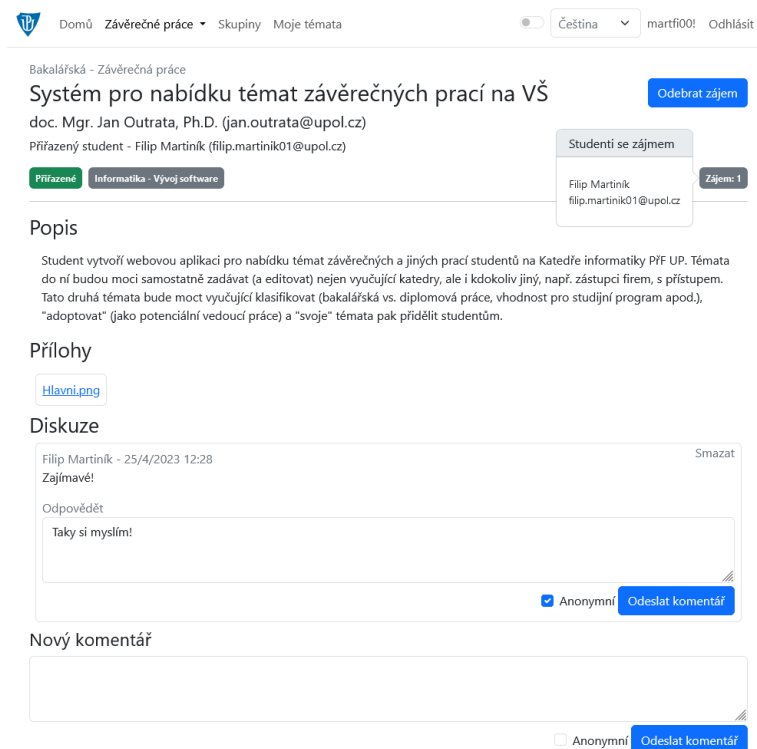 Domů Závěrečné práce Skupiny Moje témata Čeština martfi00! Odhlásit
Bakalářská - Závěrečná práce
Systém pro nabídku témat závěrečných prací na VŠ
Odebrat zájem
doc. Mgr. Jan Outrata, Ph.D. (jan.outrata@upol.cz)
Přiřazený student - Filip Martiník (filip.martinik01@upol.cz)
Studenti se zájmem
Filip Martiník
filip.martinik01@upol.cz
Přiřazené Informatika - Vývoj software Zájem: 1
Popis
Student vytvoří webovou aplikaci pro nabídku témat závěrečných a jiných prací studentů na Katedře informatiky PřF UP. Témata
do ní budou moci samostatně zadávat (a editovat) nejen vyučující katedry, ale i kdokoliv jiný, např. zástupci firem, s přístupem.
Tato druhá témata bude moct vyučující klasifikovat (bakalářská vs. diplomová práce, vhodnost pro studijní program apod.),
"adoptovat" (jako potenciální vedoucí práce) a "svoje" témata pak přidělit studentům.
Přílohy
Hlavni.png
Diskuze
Filip Martiník - 25/4/2023 12:28 Smazat
Zajímavé!
Odpovědět
Taky si myslím!
Anonymní Odeslat komentář
Nový komentář
Anonymní Odeslat komentář